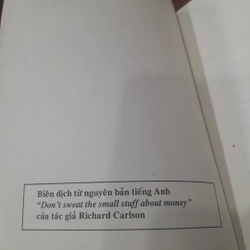 Biên dịch từ nguyên bản tiếng Anh
“Don't sweat the small stuff about money”
của tác giả Richard Carlson